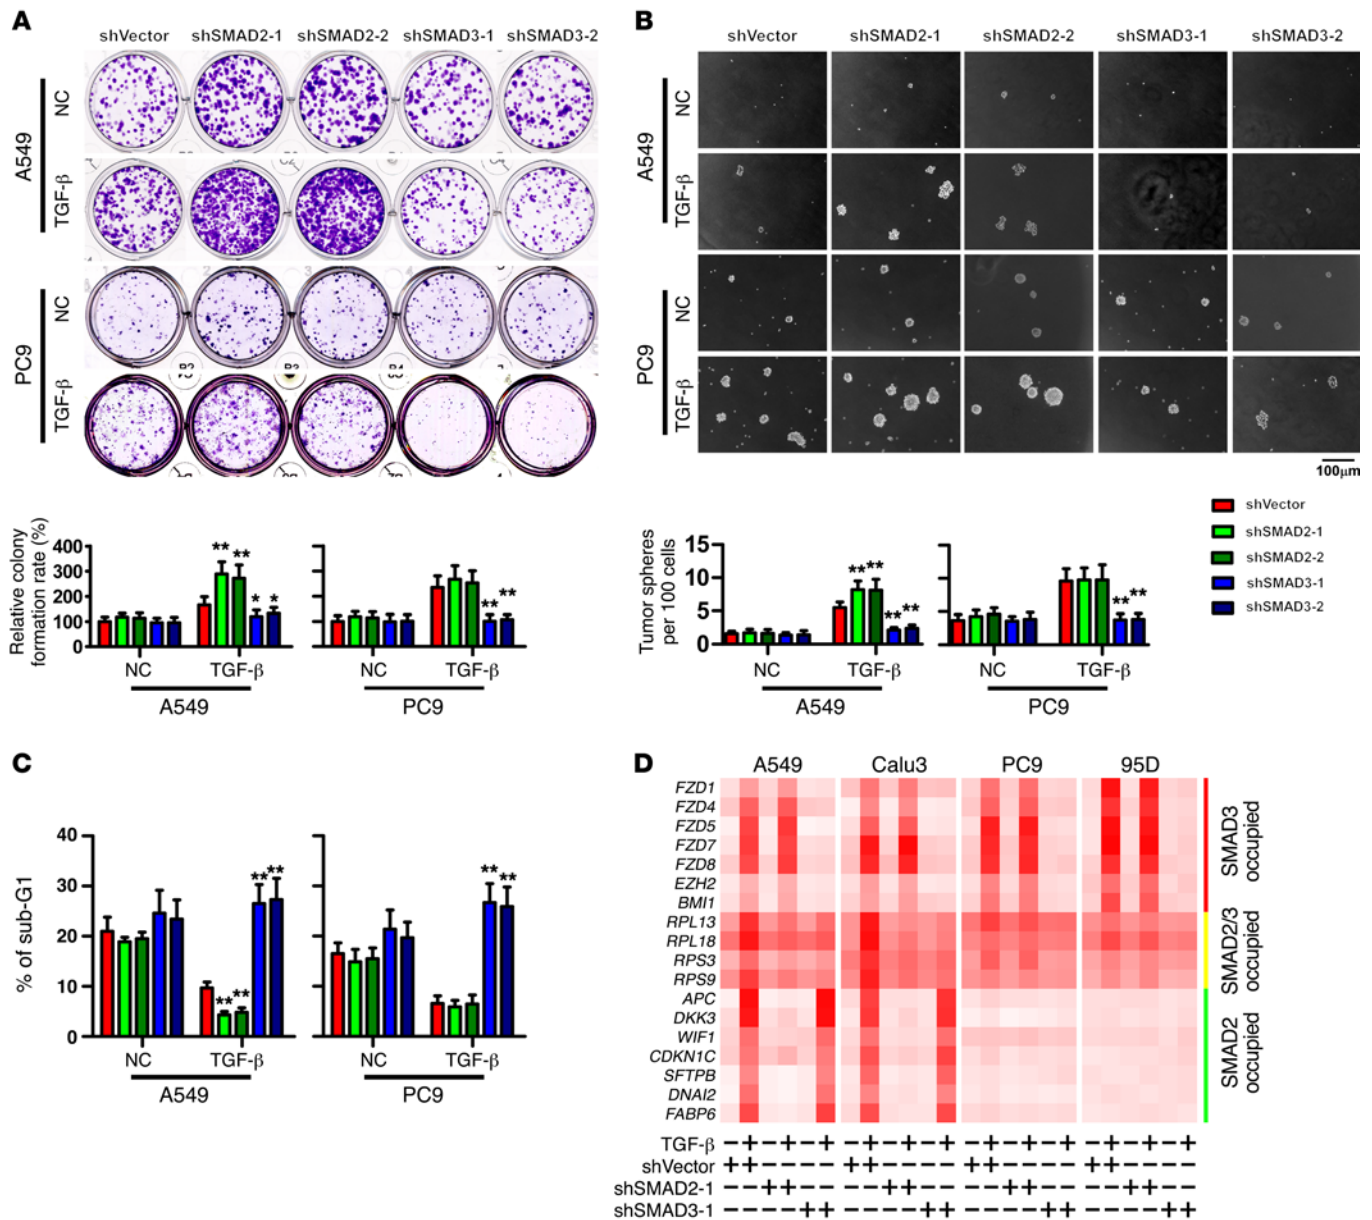 A
shVector shSMAD2-1 shSMAD2-2 shSMAD3-1 shSMAD3-2
A549
NC
TGF-β
PC9
NC
TGF-β
Relative colony
formation rate (%)
400
300
200
100
0
NC TGF-β NC TGF-β
A549 PC9
B
shVector shSMAD2-1 shSMAD2-2 shSMAD3-1 shSMAD3-2
A549
NC
TGF-β
PC9
NC
TGF-β
100μm
Tumor spheres
per 100 cells
15
10
5
0
** ** ** ** ** **
NC TGF-β NC TGF-β
A549 PC9
shVector
shSMAD2-1
shSMAD2-2
shSMAD3-1
shSMAD3-2
** ** * * ** **
C
% of sub-G1
40
30
20
10
0
** ** ** ** ** **
NC TGF-β NC TGF-β
A549 PC9
D
A549 Calu3 PC9 95D
FZD1
FZD4
FZD5
FZD7
FZD8
EZH2
BMI1
RPL13
RPL18
RPS3
RPS9
APC
DKK3
WIF1
CDKN1C
SFTPB
DNAI2
FABP6
SMAD3
occupied
SMAD2/3
occupied
SMAD2
occupied
TGF-β −+−+−+ −+−+−+ −+−+−+ −+−+−+
shVector ++−−−− ++−−−− ++−−−− ++−−−−
shSMAD2-1 −−++−− −−++−− −−++−− −−++−−
shSMAD3-1 −−−−++ −−−−++ −−−−++ −−−−++